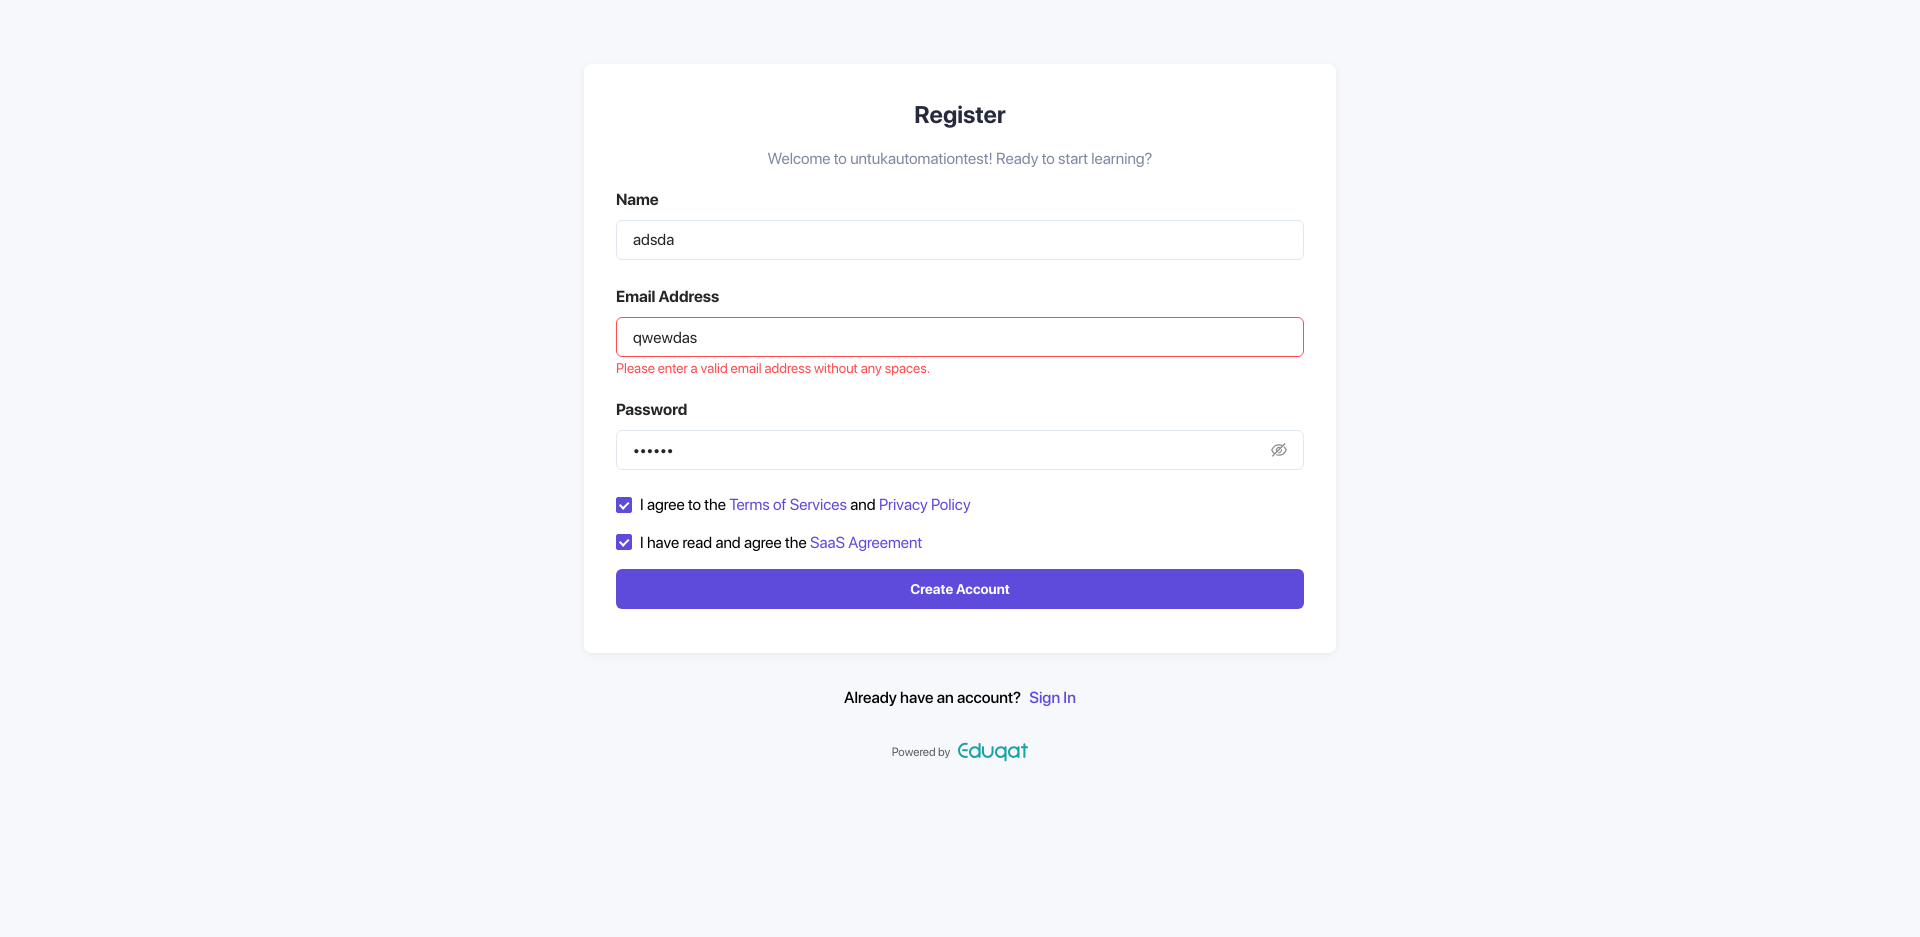 Register
Welcome to untukautomationtest! Ready to start learning?
Name
adsda
Email Address
qwewdas
Please enter a valid email address without any spaces.
Password
••••••
I agree to the Terms of Services and Privacy Policy
I have read and agree the SaaS Agreement
Create Account
Already have an account? Sign In
Powered by Eduqat